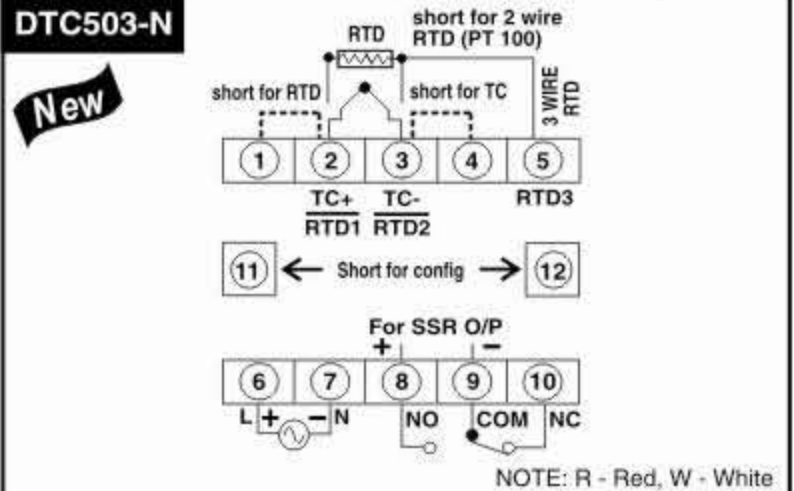 DTC503-N
New
RTD
short for 2 wire
RTD (PT 100)
short for RTD
short for TC
3 WIRE
RTD
1 2 3 4 5
TC+ TC- RTD3
RTD1 RTD2
11 Short for config 12
For SSR O/P
+ −
6 7 8 9 10
L + − N NO COM NC
NOTE: R - Red, W - White